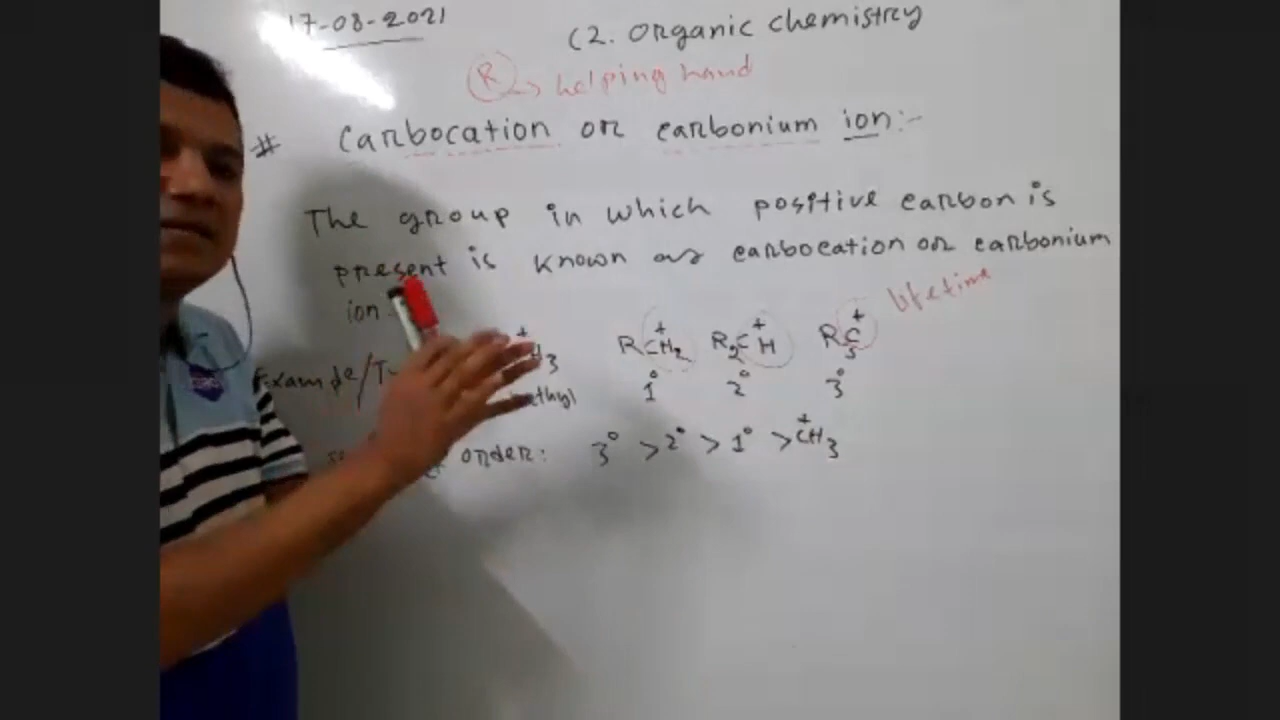 17-08-2021
C2. Organic chemistry
R → helping hand
# Carbocation or carbonium ion:-
The group in which positive carbon is
present is known as carbocation or carbonium
ion.
lifetime
H3 RC⁺H2 R2C⁺H R3C⁺
1° 2° 3°
order: 3° > 2° > 1° > C⁺H3